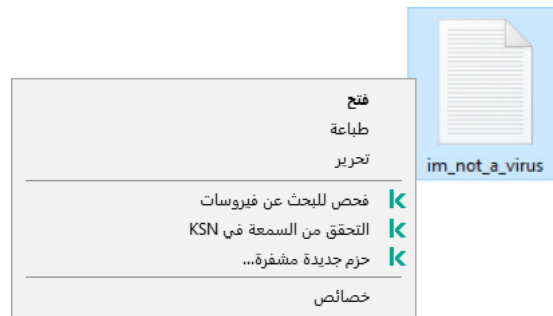 فتح
طباعة
تحرير
im_not_a_virus
فحص للبحث عن فيروسات
التحقق من السمعة في KSN
حزم جديدة مشفرة...
خصائص